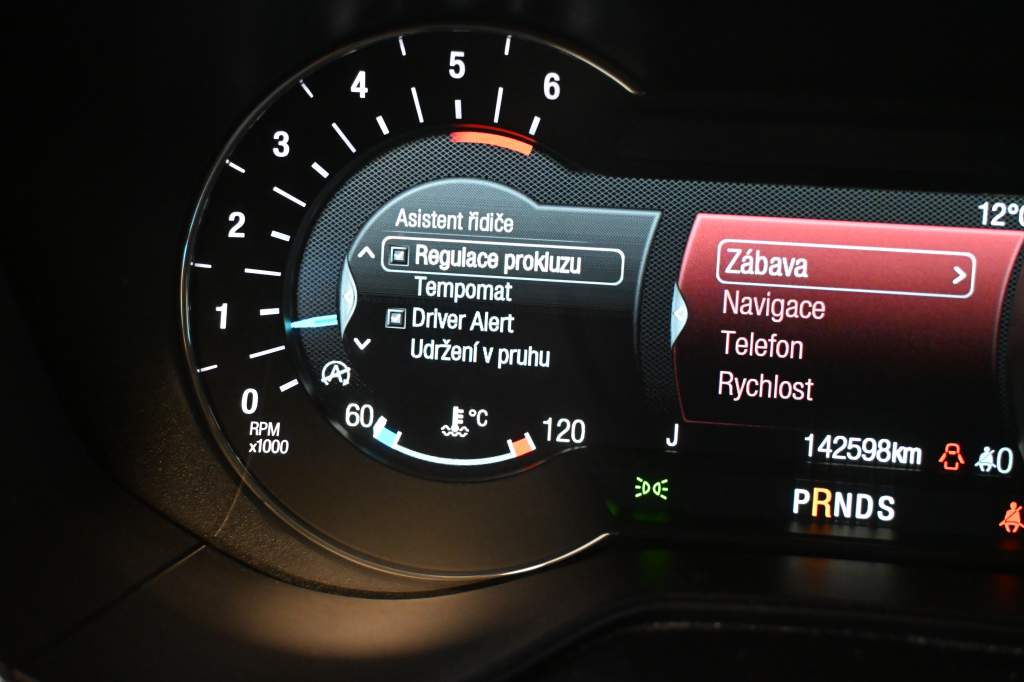 6
5
4
3
2
1
0
RPM
x1000
Asistent řidiče
Regulace prokluzu
Tempomat
Driver Alert
Udržení v pruhu
A
60
°C
120
12°C
Zábava >
Navigace
Telefon
Rychlost
J
142598km
0
PRNDS